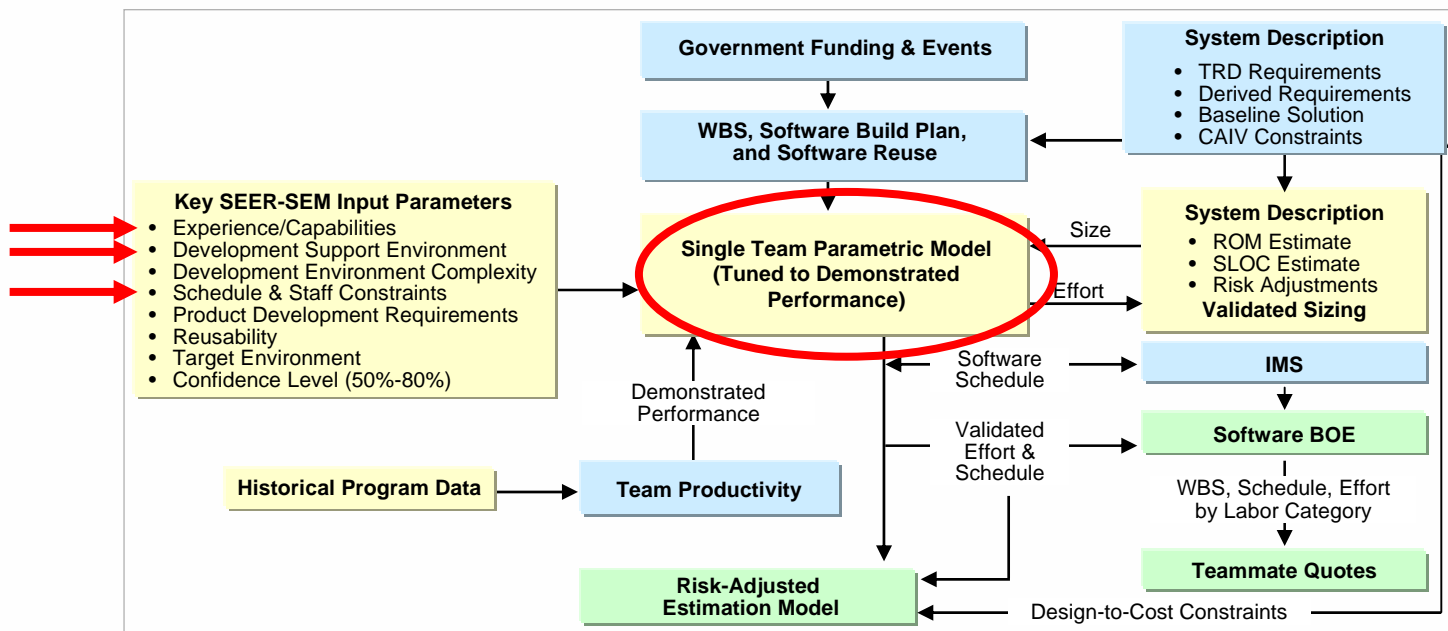 Government Funding & Events
System Description
• TRD Requirements
• Derived Requirements
• Baseline Solution
• CAIV Constraints
WBS, Software Build Plan,
and Software Reuse
Key SEER-SEM Input Parameters
• Experience/Capabilities
• Development Support Environment
• Development Environment Complexity
• Schedule & Staff Constraints
• Product Development Requirements
• Reusability
• Target Environment
• Confidence Level (50%-80%)
Single Team Parametric Model
(Tuned to Demonstrated
Performance)
Size
Effort
System Description
• ROM Estimate
• SLOC Estimate
• Risk Adjustments
Validated Sizing
Software
Schedule
IMS
Demonstrated
Performance
Validated
Effort &
Schedule
Software BOE
Historical Program Data
Team Productivity
WBS, Schedule, Effort
by Labor Category
Risk-Adjusted
Estimation Model
Teammate Quotes
Design-to-Cost Constraints